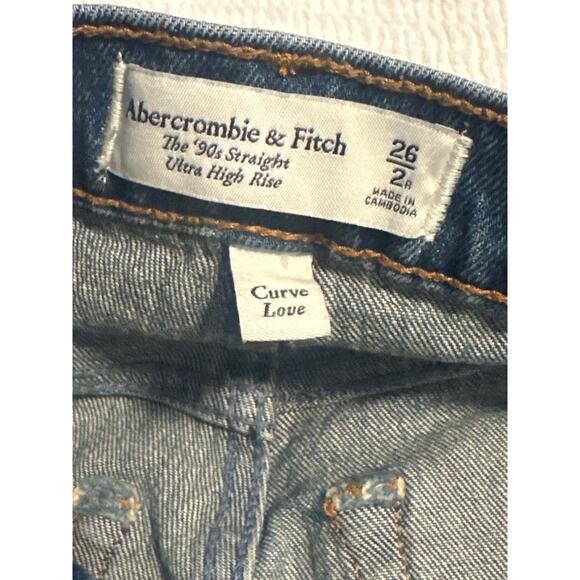 Abercrombie & Fitch
The '90s Straight
Ultra High Rise
26
2R
MADE IN
CAMBODIA
Curve
Love